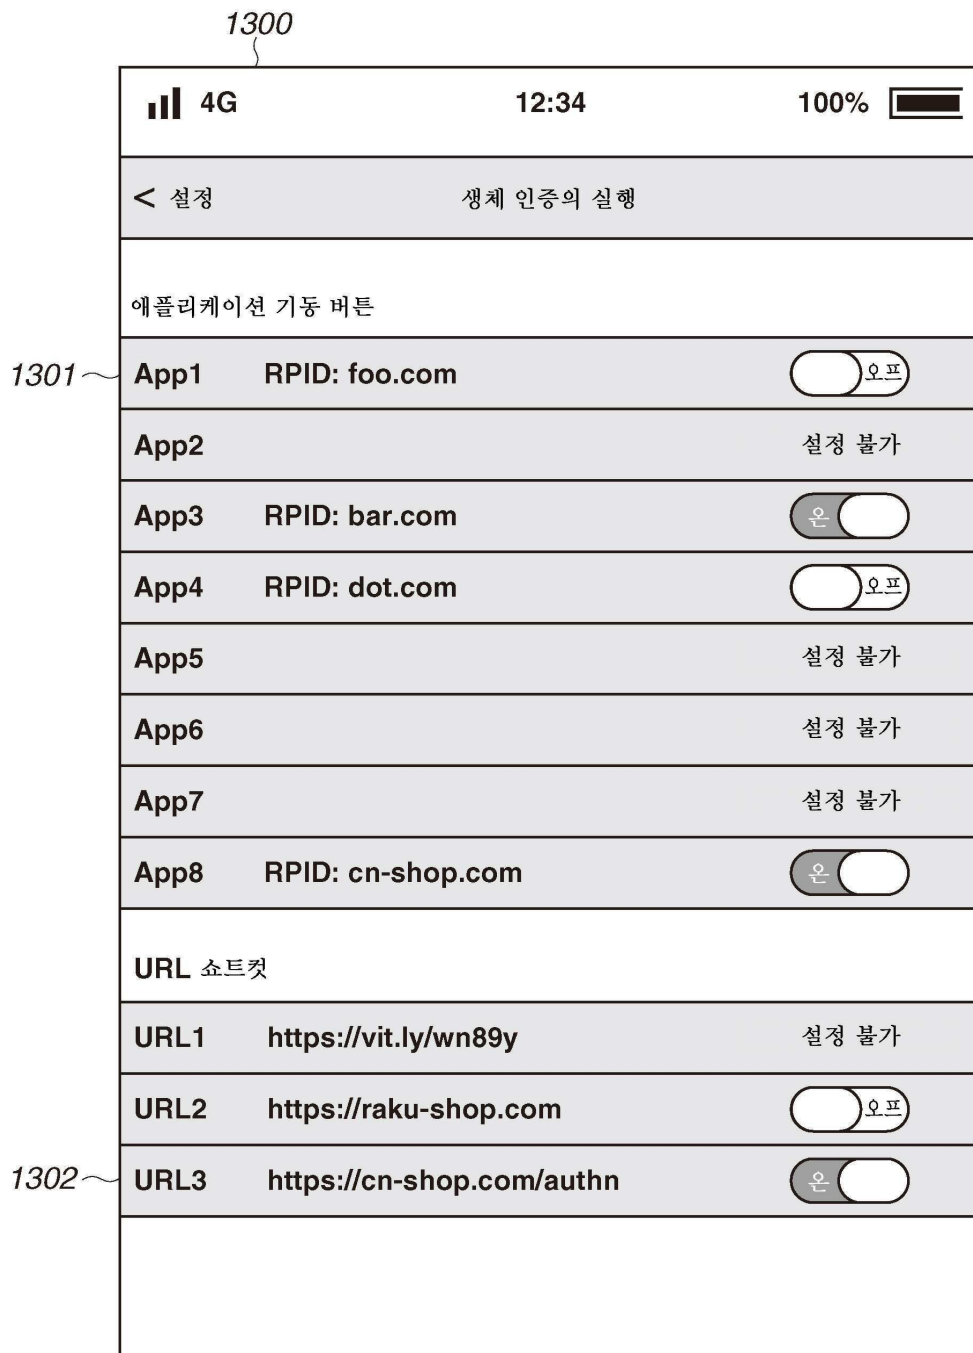 1300
4G 12:34 100%
< 설정 생체 인증의 실행
애플리케이션 기동 버튼
1301 App1 RPID: foo.com 오프
App2 설정 불가
App3 RPID: bar.com 온
App4 RPID: dot.com 오프
App5 설정 불가
App6 설정 불가
App7 설정 불가
App8 RPID: cn-shop.com 온
URL 쇼트컷
URL1 https://vit.ly/wn89y 설정 불가
URL2 https://raku-shop.com 오프
1302 URL3 https://cn-shop.com/authn 온